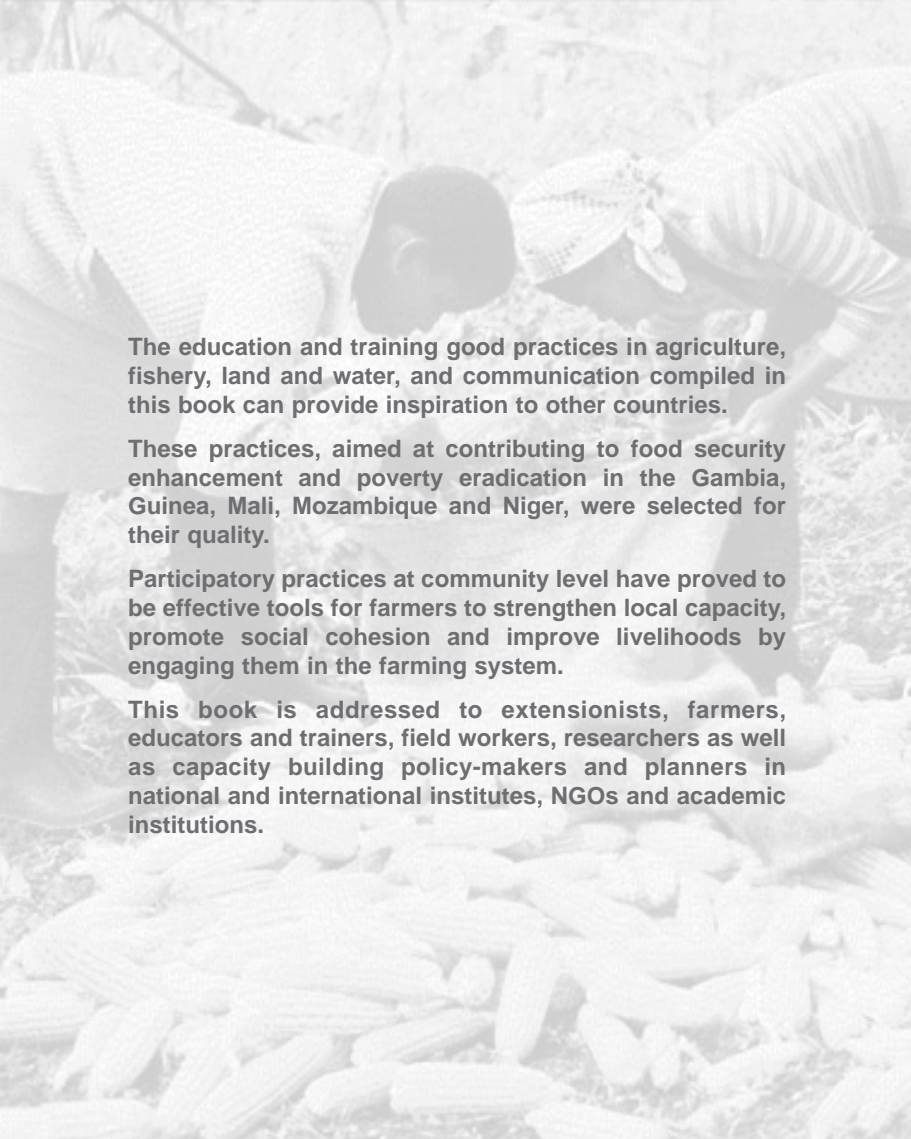 The education and training good practices in agriculture,
fishery, land and water, and communication compiled in
this book can provide inspiration to other countries.
These practices, aimed at contributing to food security
enhancement and poverty eradication in the Gambia,
Guinea, Mali, Mozambique and Niger, were selected for
their quality.
Participatory practices at community level have proved to
be effective tools for farmers to strengthen local capacity,
promote social cohesion and improve livelihoods by
engaging them in the farming system.
This book is addressed to extensionists, farmers,
educators and trainers, field workers, researchers as well
as capacity building policy-makers and planners in
national and international institutes, NGOs and academic
institutions.